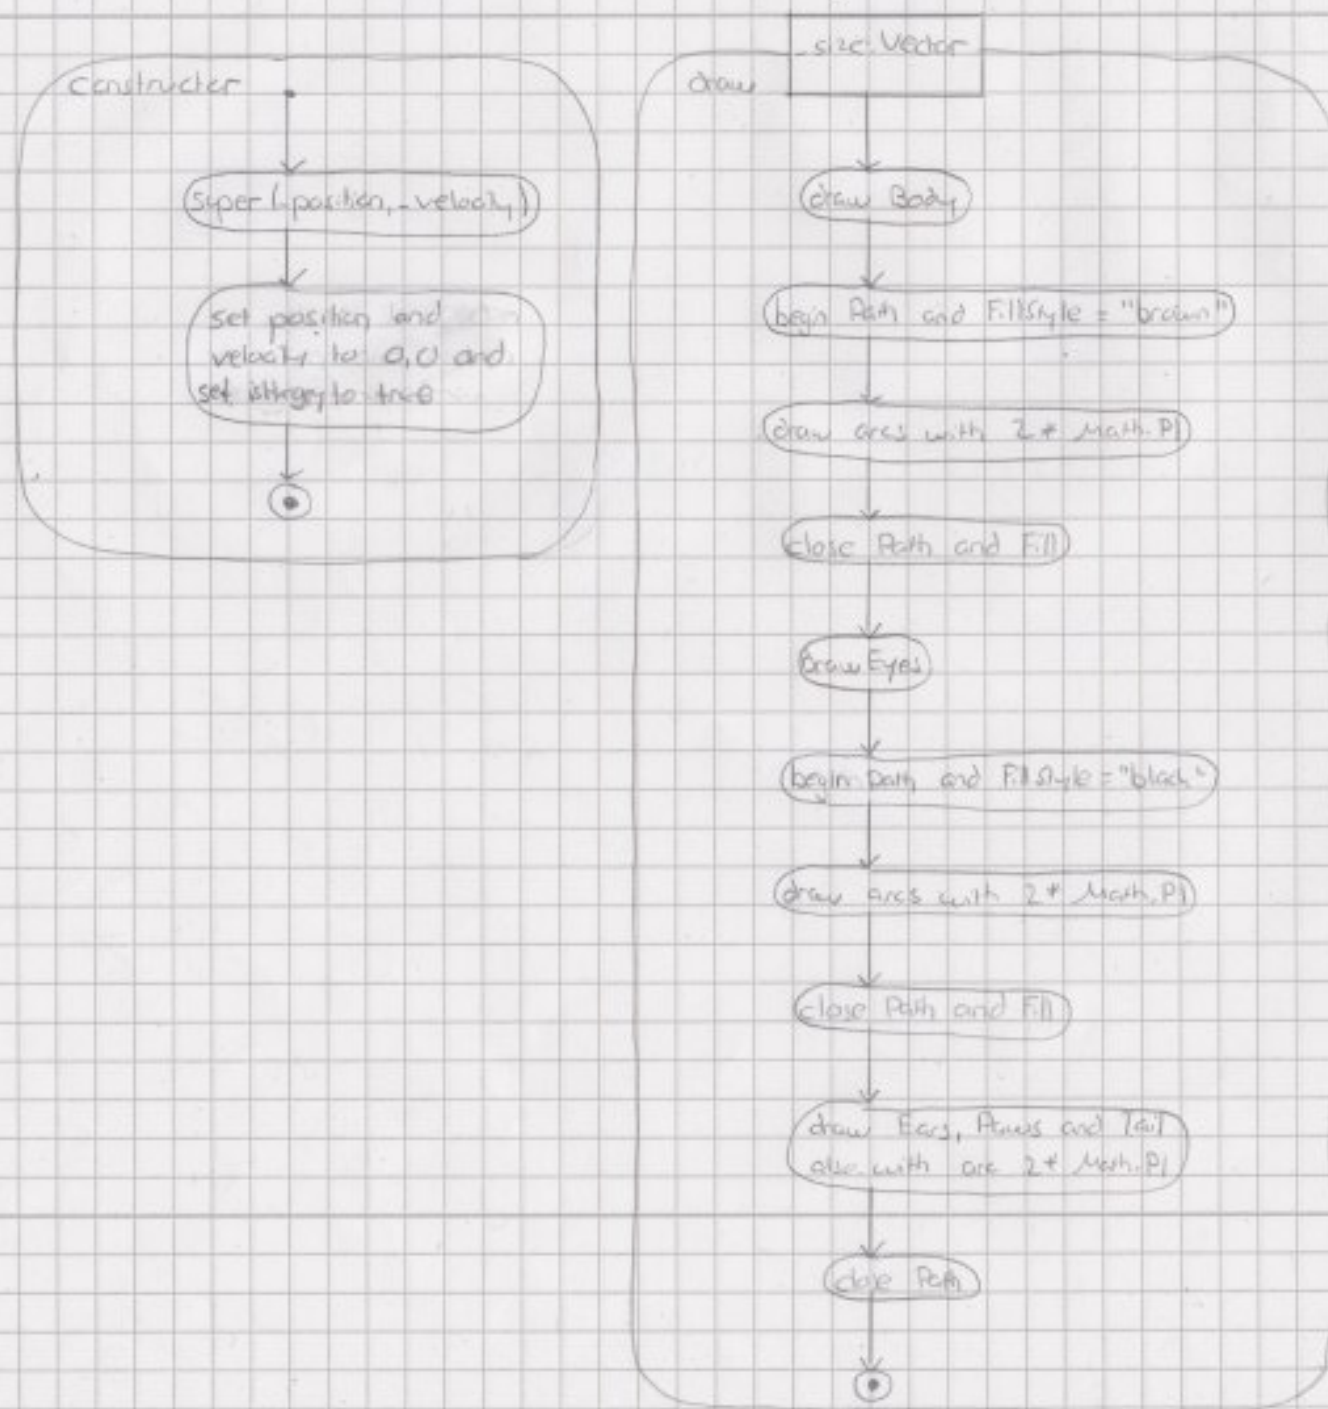 constructer
super(_position, _velocity)
set position and
velocity to 0,0 and
set isHungry to true
draw
_size: Vector
draw Body
begin Path and FillStyle = "brown"
draw arcs with 2 * Math.PI
close Path and Fill
draw Eyes
begin Path and FillStyle = "black"
draw arcs with 2 * Math.PI
close Path and Fill
draw Ears, Paws and Tail
also with arc 2 * Math.PI
close Path